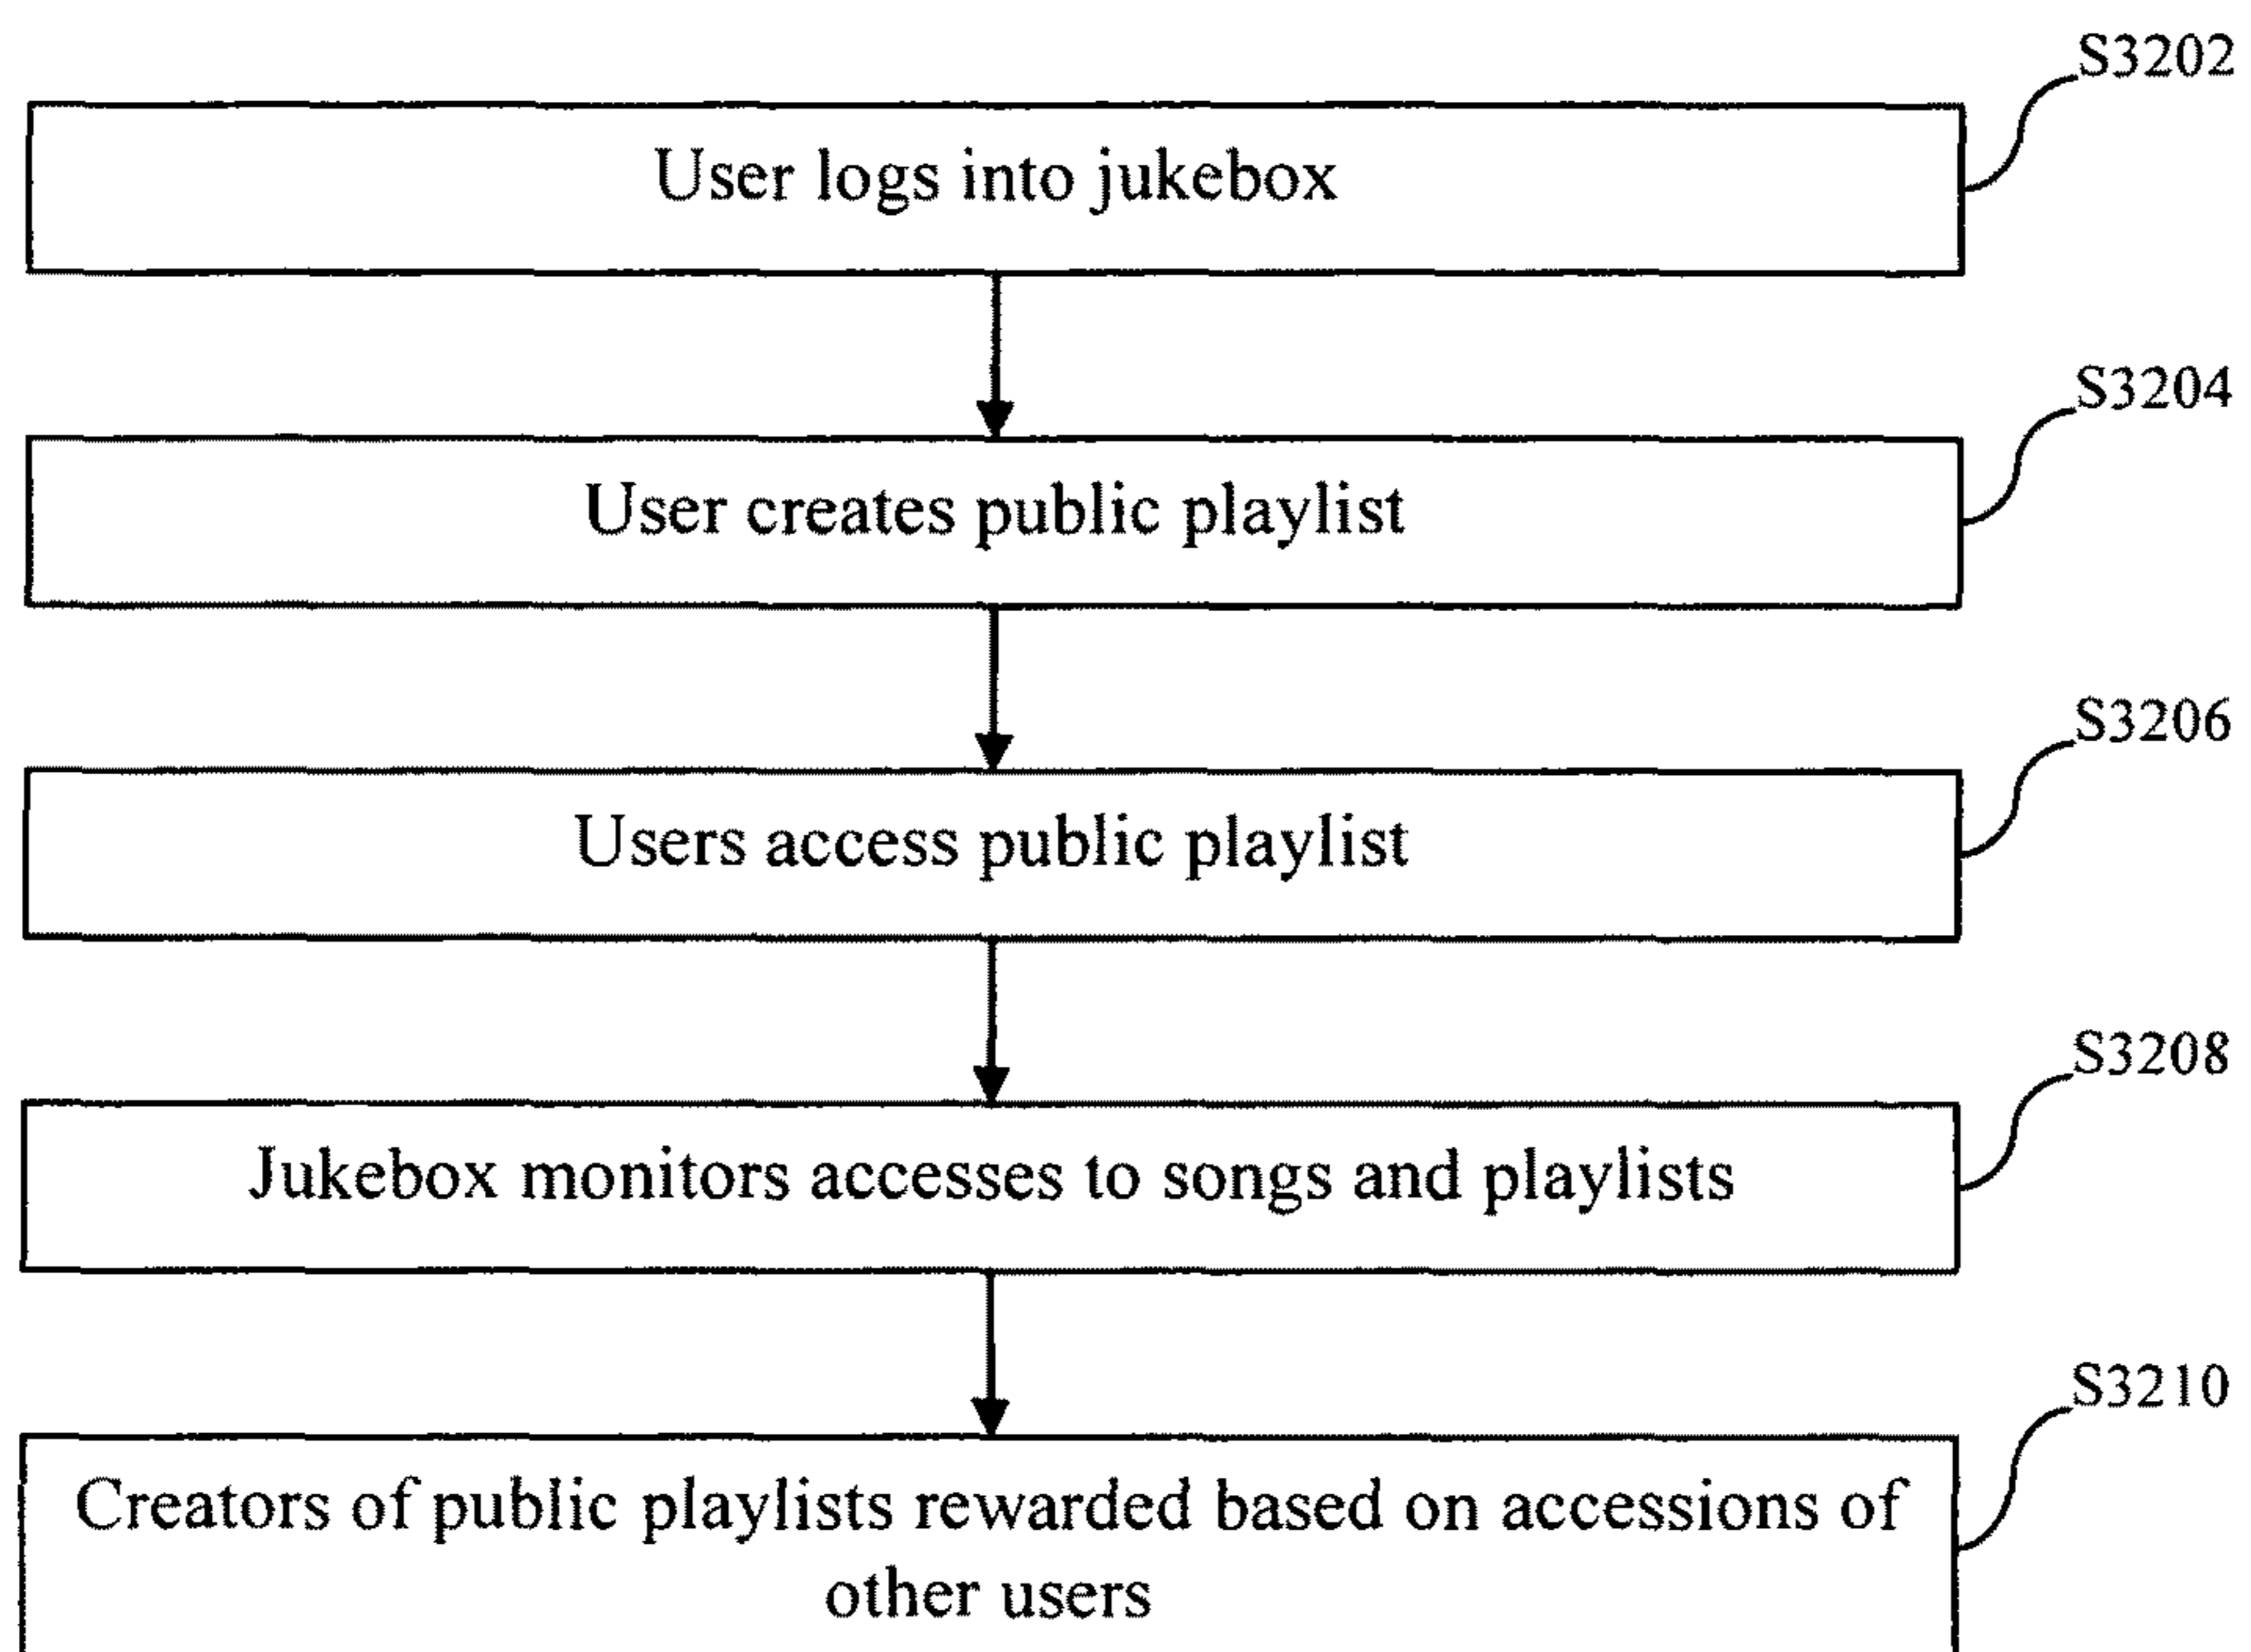 S3202
User logs into jukebox
S3204
User creates public playlist
S3206
Users access public playlist
S3208
Jukebox monitors accesses to songs and playlists
S3210
Creators of public playlists rewarded based on accessions of
other users